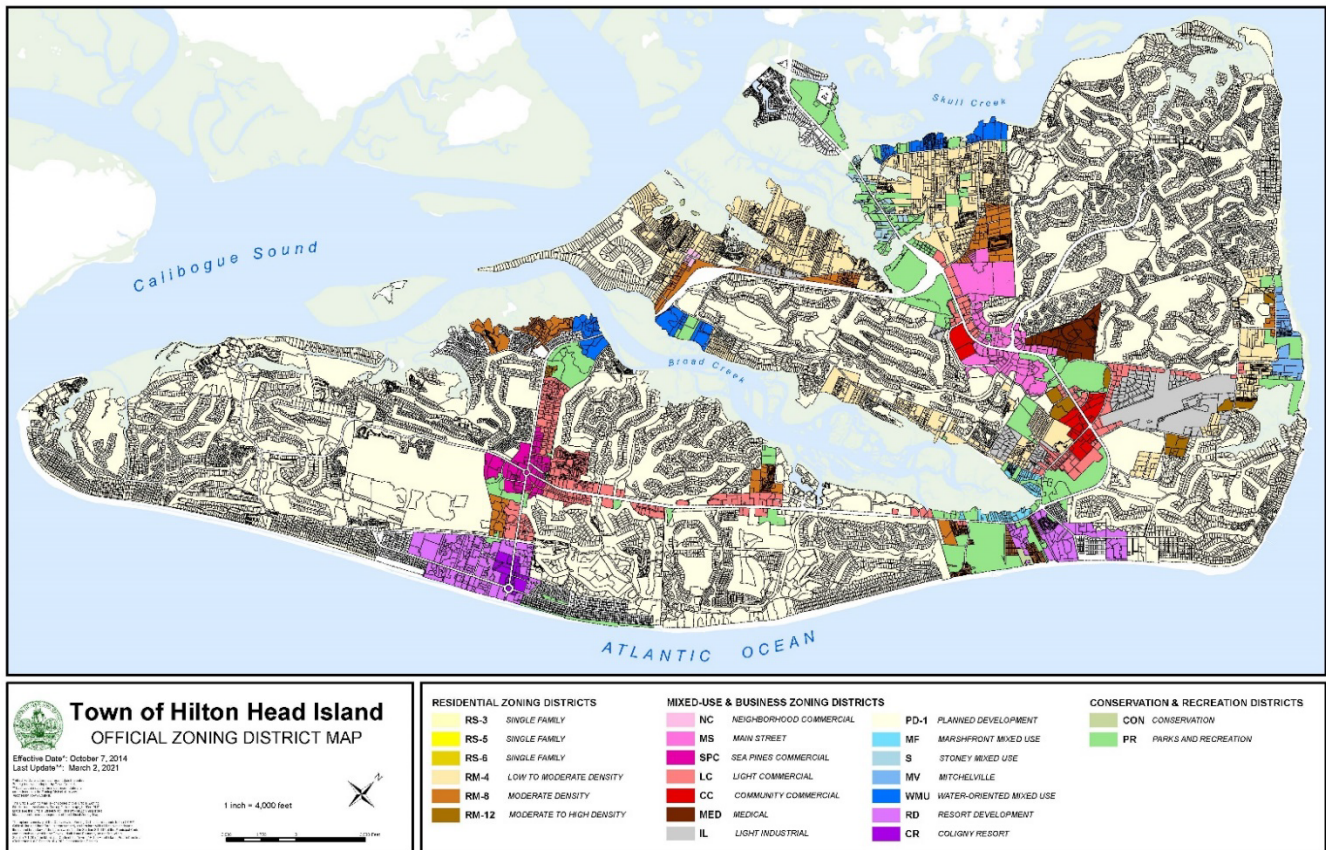 Skull Creek
Calibogue Sound
Broad Creek
ATLANTIC OCEAN
Town of Hilton Head Island
OFFICIAL ZONING DISTRICT MAP
Effective Date*: October 7, 2014
Last Update**: March 2, 2021
1 inch = 4,000 feet
N
RESIDENTIAL ZONING DISTRICTS
RS-3 SINGLE FAMILY
RS-5 SINGLE FAMILY
RS-6 SINGLE FAMILY
RM-4 LOW TO MODERATE DENSITY
RM-8 MODERATE DENSITY
RM-12 MODERATE TO HIGH DENSITY
MIXED-USE & BUSINESS ZONING DISTRICTS
NC NEIGHBORHOOD COMMERCIAL
MS MAIN STREET
SPC SEA PINES COMMERCIAL
LC LIGHT COMMERCIAL
CC COMMUNITY COMMERCIAL
MED MEDICAL
IL LIGHT INDUSTRIAL
PD-1 PLANNED DEVELOPMENT
MF MARSHFRONT MIXED USE
S STONEY MIXED USE
MV MITCHELVILLE
WMU WATER-ORIENTED MIXED USE
RD RESORT DEVELOPMENT
CR COLIGNY RESORT
CONSERVATION & RECREATION DISTRICTS
CON CONSERVATION
PR PARKS AND RECREATION